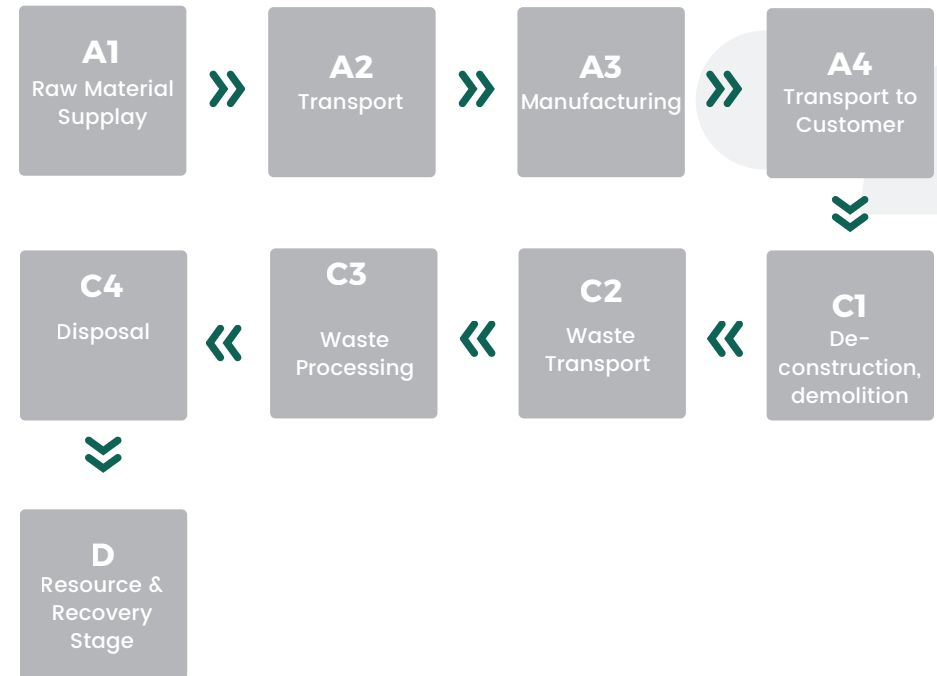 A1
Raw Material
Supplay
A2
Transport
A3
Manufacturing
A4
Transport to
Customer
C1
De-
construction,
demolition
C2
Waste
Transport
C3
Waste
Processing
C4
Disposal
D
Resource &
Recovery
Stage